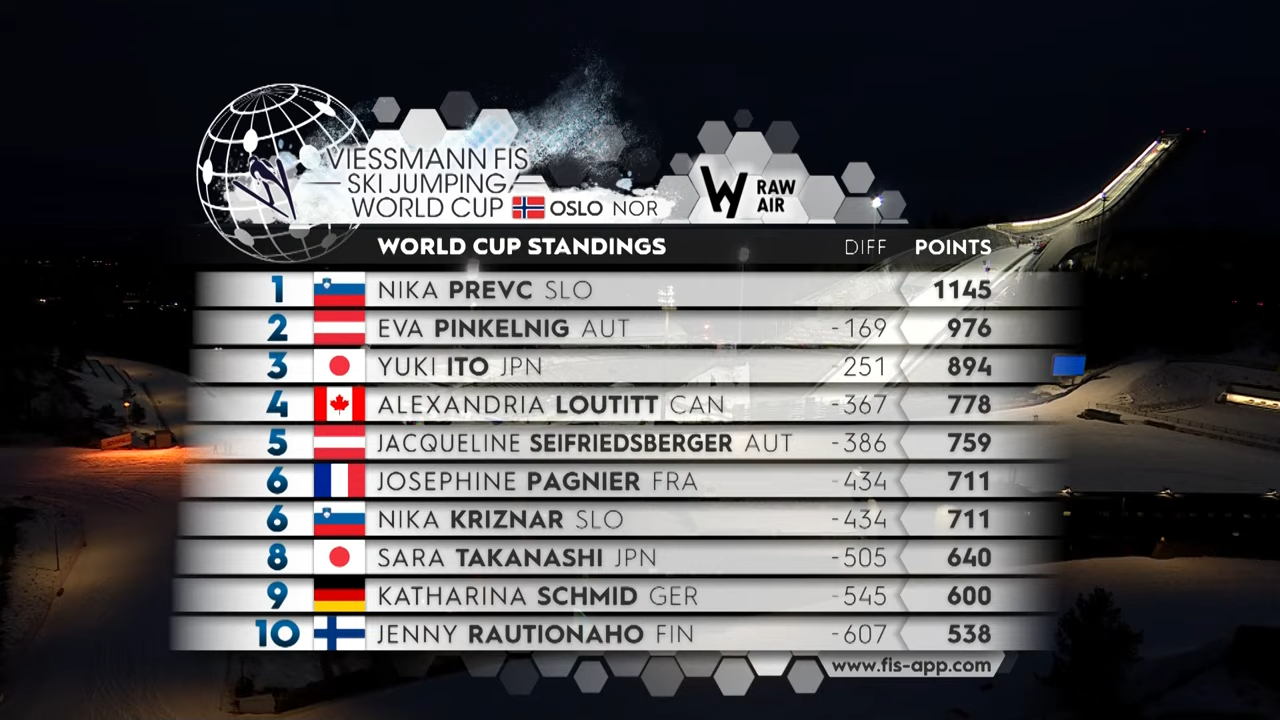 VIESSMANN FIS
SKI JUMPING
WORLD CUP OSLO NOR
W RAW AIR
WORLD CUP STANDINGS DIFF POINTS
1 NIKA PREVC SLO 1145
2 EVA PINKELNIG AUT -169 976
3 YUKI ITO JPN -251 894
4 ALEXANDRIA LOUTITT CAN -367 778
5 JACQUELINE SEIFRIEDSBERGER AUT -386 759
6 JOSEPHINE PAGNIER FRA -434 711
6 NIKA KRIZNAR SLO -434 711
8 SARA TAKANASHI JPN -505 640
9 KATHARINA SCHMID GER -545 600
10 JENNY RAUTIONAHO FIN -607 538
www.fis-app.com